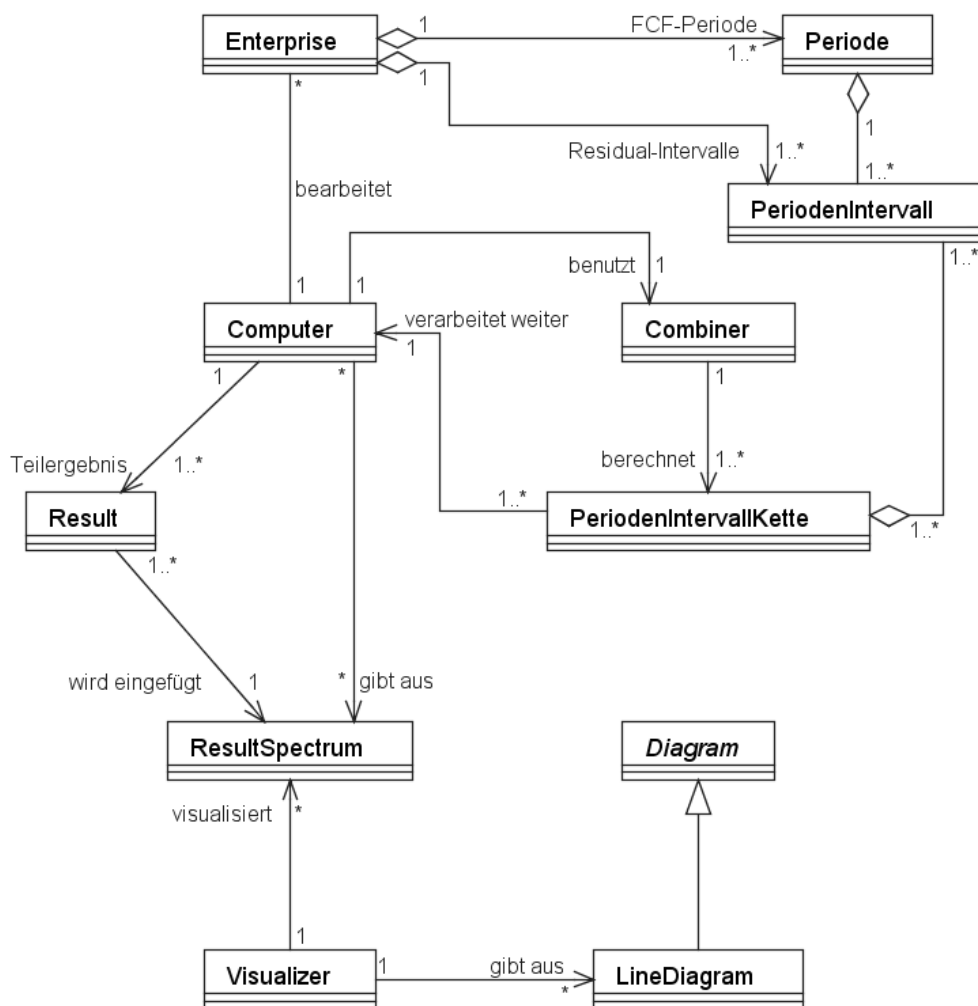 Enterprise
1
FCF-Periode
1..*
Periode
*
1
1
Residual-Intervalle
1..*
1..*
bearbeitet
PeriodenIntervall
1..*
benutzt
1
1
1
Computer
verarbeitet weiter
1
Combiner
1
*
1
Teilergebnis
1..*
berechnet
1..*
Result
1..*
PeriodenIntervallKette
1..*
1..*
wird eingefügt
1
*
gibt aus
ResultSpectrum
Diagram
visualisiert
*
1
Visualizer
1
gibt aus
*
LineDiagram